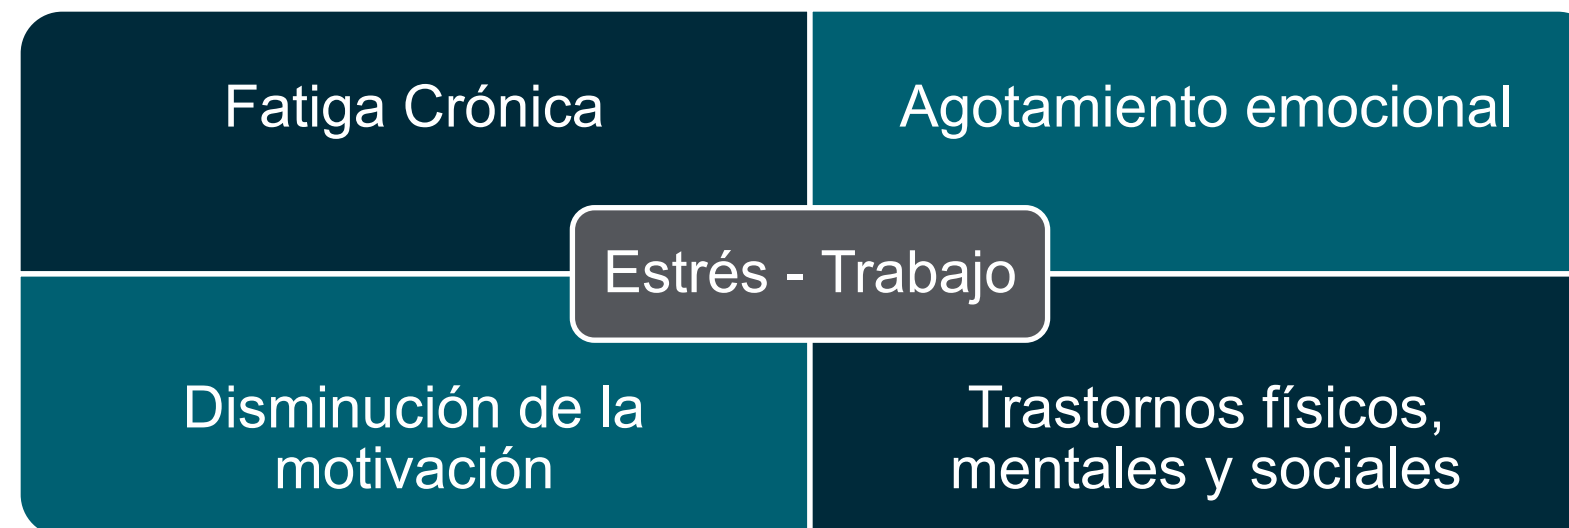 Fatiga Crónica
Agotamiento emocional
Estrés - Trabajo
Disminución de la
motivación
Trastornos físicos,
mentales y sociales